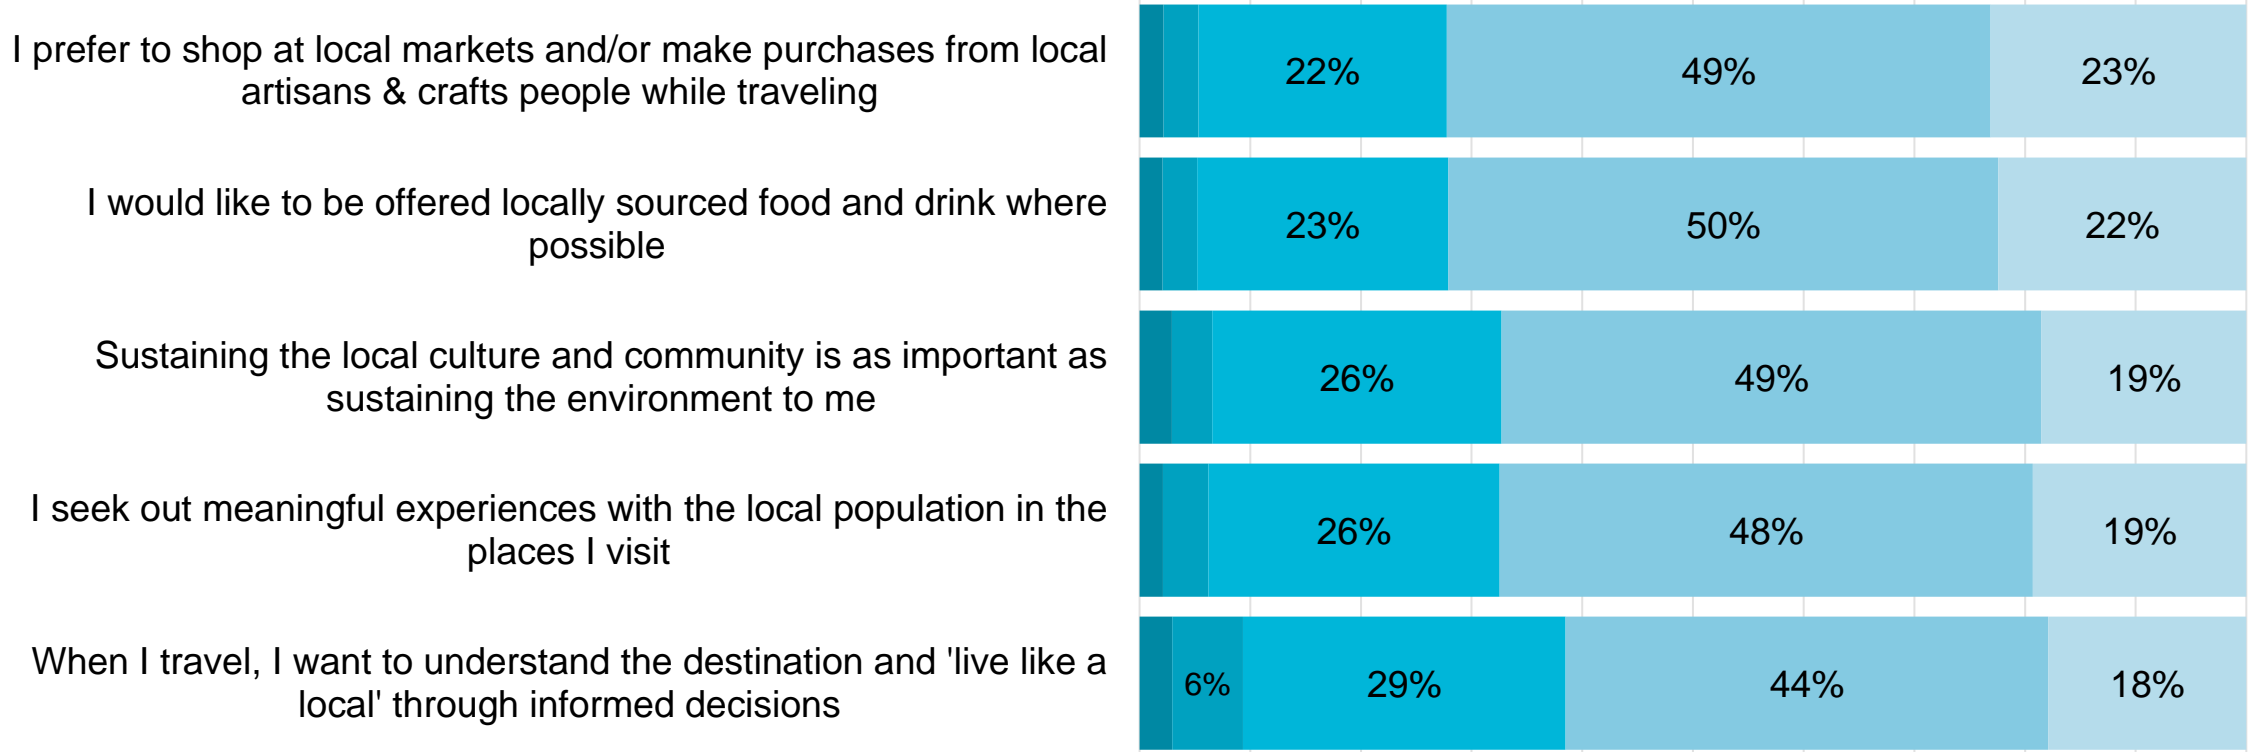 I prefer to shop at local markets and/or make purchases from local
artisans & crafts people while traveling
22% 49% 23%
I would like to be offered locally sourced food and drink where
possible
23% 50% 22%
Sustaining the local culture and community is as important as
sustaining the environment to me
26% 49% 19%
I seek out meaningful experiences with the local population in the
places I visit
26% 48% 19%
When I travel, I want to understand the destination and 'live like a
local' through informed decisions
6% 29% 44% 18%